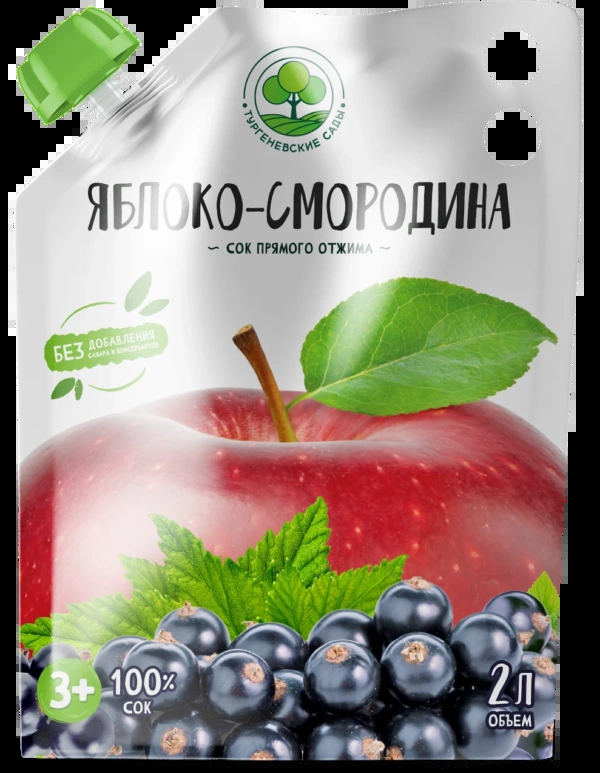 ТУРГЕНЕВСКИЕ САДЫ
ЯБЛОКО-СМОРОДИНА
~ СОК ПРЯМОГО ОТЖИМА ~
БЕЗ ДОБАВЛЕНИЯ
САХАРА И КОНСЕРВАНТОВ
3+
100%
СОК
2 Л
ОБЪЕМ